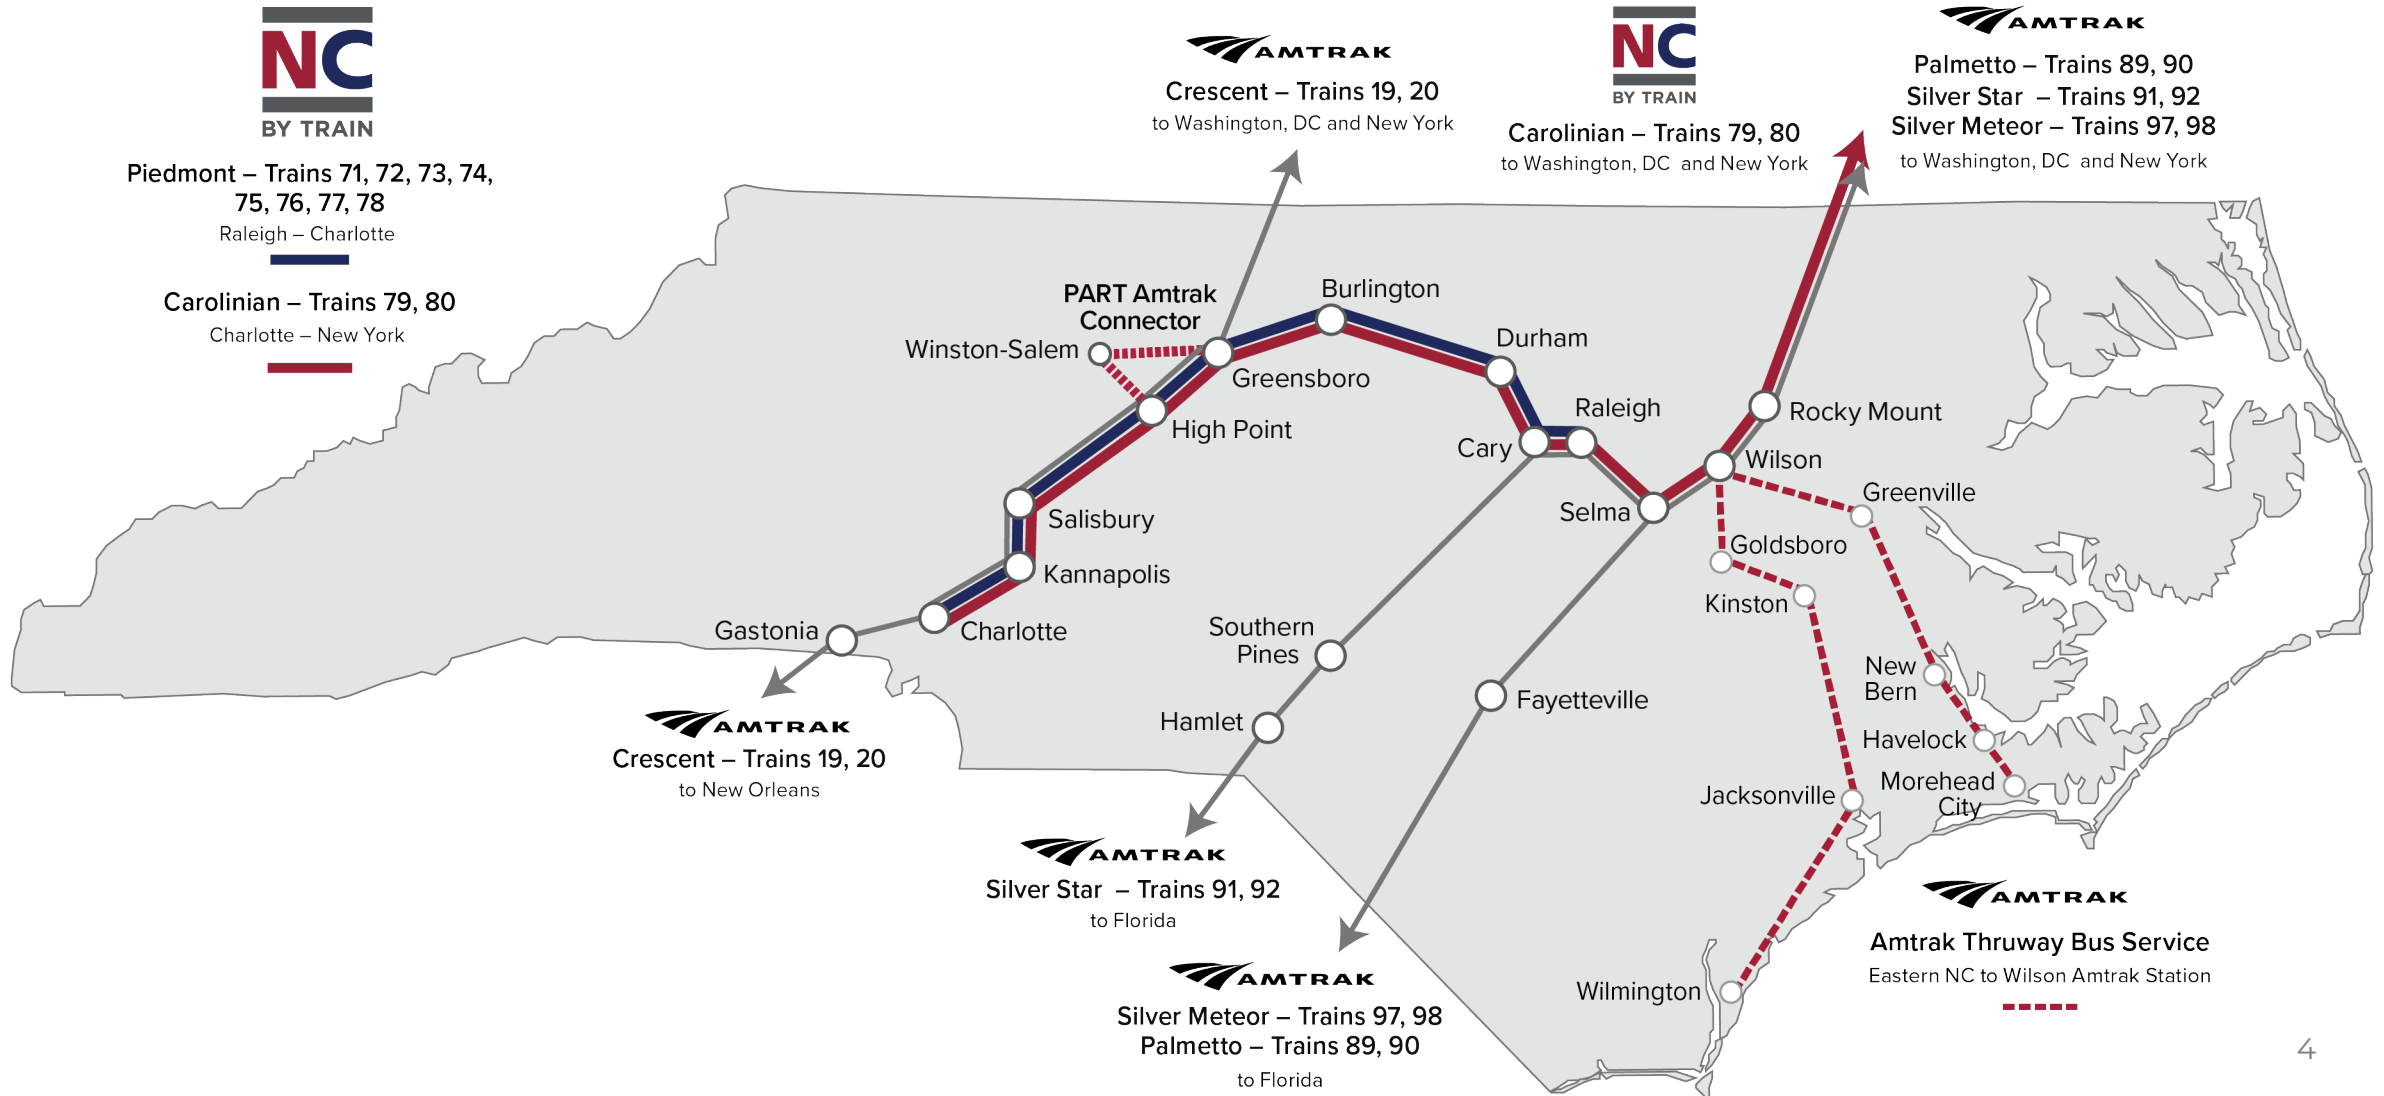 NC
BY TRAIN
Piedmont – Trains 71, 72, 73, 74,
75, 76, 77, 78
Raleigh – Charlotte
Carolinian – Trains 79, 80
Charlotte – New York
AMTRAK
Crescent – Trains 19, 20
to Washington, DC and New York
NC
BY TRAIN
Carolinian – Trains 79, 80
to Washington, DC and New York
AMTRAK
Palmetto – Trains 89, 90
Silver Star – Trains 91, 92
Silver Meteor – Trains 97, 98
to Washington, DC and New York
PART Amtrak
Connector
Winston-Salem
Greensboro
High Point
Burlington
Durham
Raleigh
Cary
Selma
Wilson
Rocky Mount
Salisbury
Kannapolis
Charlotte
Gastonia
Greenville
Goldsboro
Kinston
New
Bern
Havelock
Morehead
City
Jacksonville
Wilmington
Southern
Pines
Hamlet
Fayetteville
AMTRAK
Crescent – Trains 19, 20
to New Orleans
AMTRAK
Silver Star – Trains 91, 92
to Florida
AMTRAK
Silver Meteor – Trains 97, 98
Palmetto – Trains 89, 90
to Florida
AMTRAK
Amtrak Thruway Bus Service
Eastern NC to Wilson Amtrak Station
4